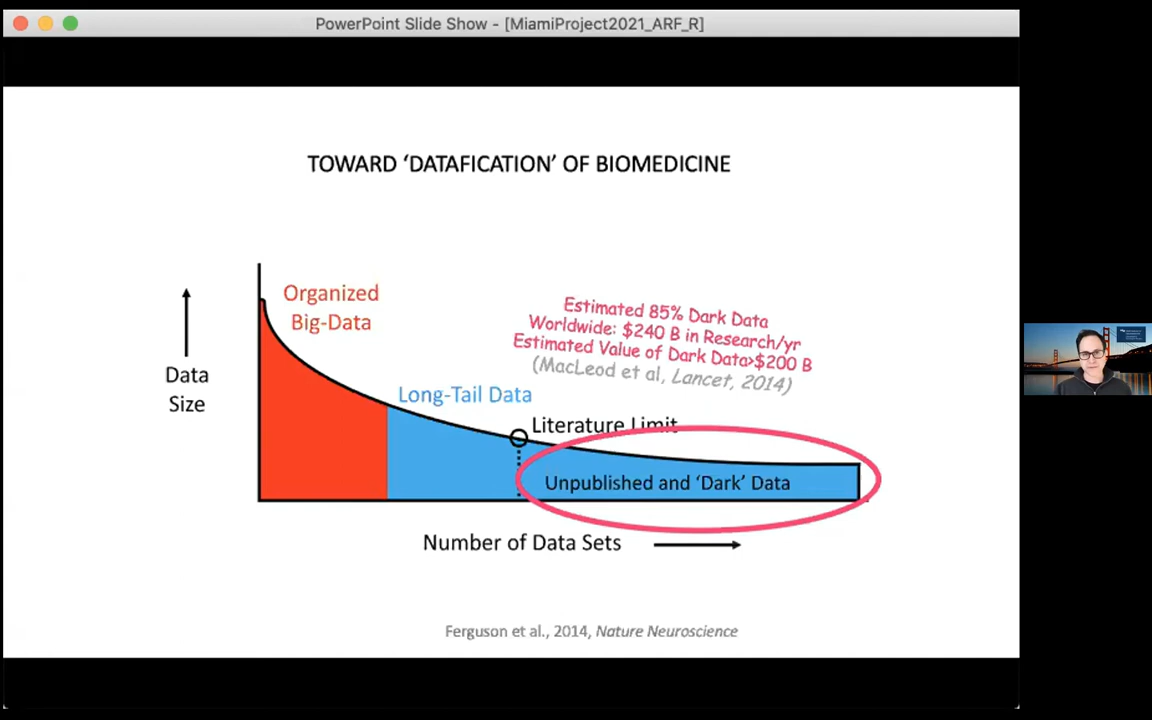 PowerPoint Slide Show - [MiamiProject2021_ARF_R]
TOWARD ‘DATAFICATION’ OF BIOMEDICINE
Organized
Big-Data
Estimated 85% Dark Data
Worldwide: $240 B in Research/yr
Estimated Value of Dark Data>$200 B
(MacLeod et al, Lancet, 2014)
Data
Size
Long-Tail Data
Literature Limit
Unpublished and ‘Dark’ Data
Number of Data Sets
Ferguson et al., 2014, Nature Neuroscience